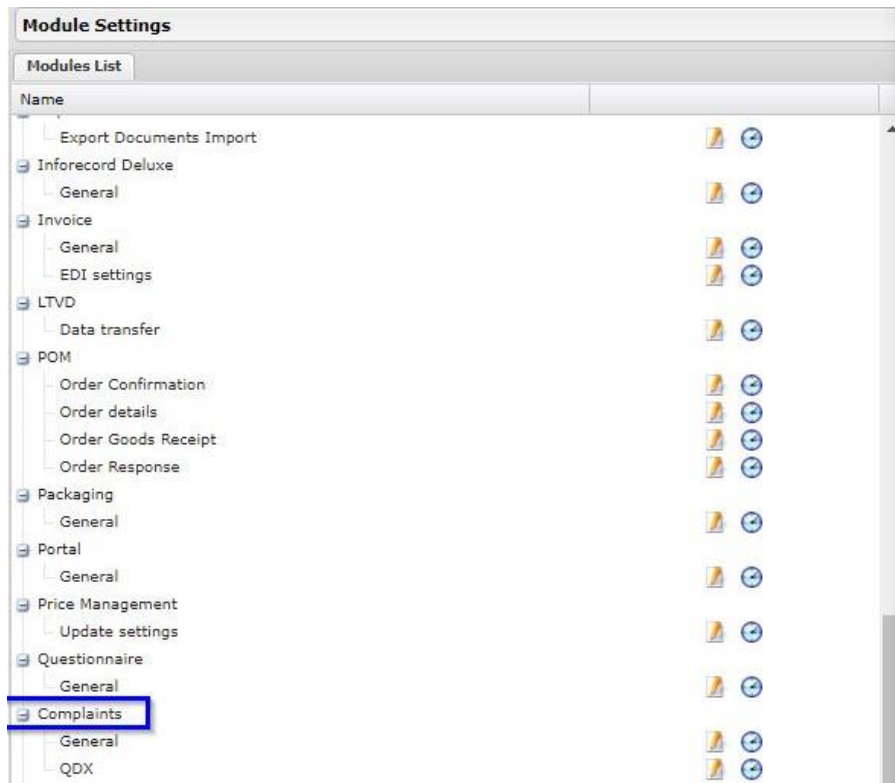 Module Settings
Modules List
Name
Export Documents Import
Inforecord Deluxe
General
Invoice
General
EDI settings
LTVD
Data transfer
POM
Order Confirmation
Order details
Order Goods Receipt
Order Response
Packaging
General
Portal
General
Price Management
Update settings
Questionnaire
General
Complaints
General
QDX